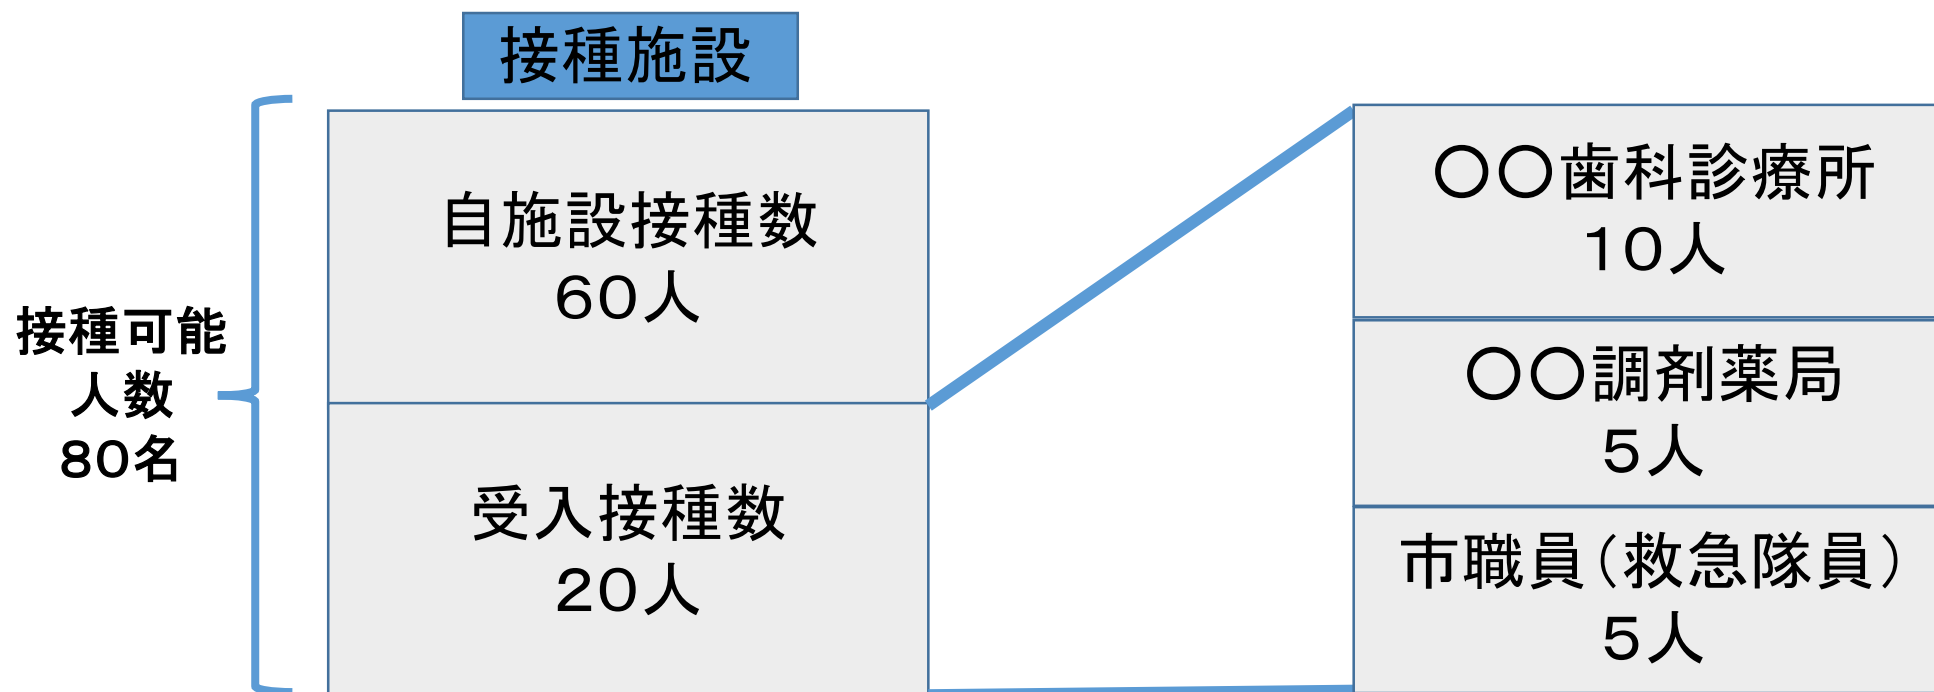 接種施設
接種可能
人数
80名
自施設接種数
60人
受入接種数
20人
〇〇歯科診療所
10人
〇〇調剤薬局
5人
市職員(救急隊員)
5人